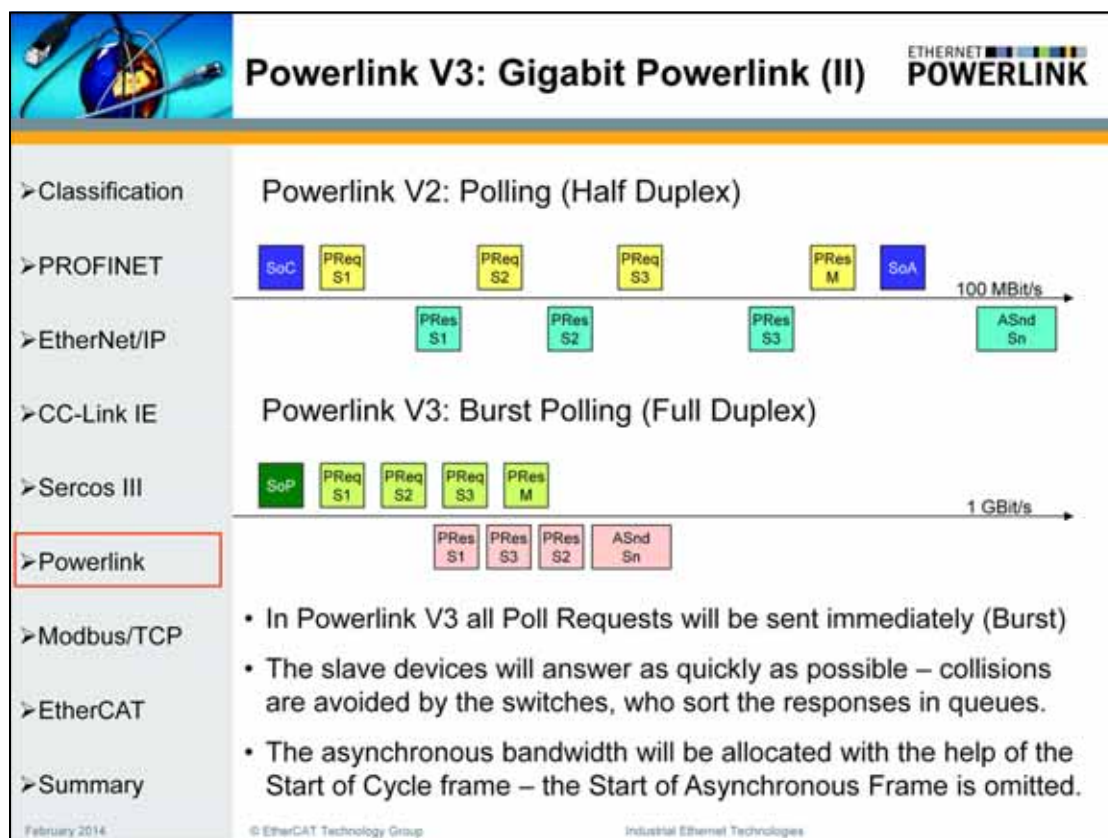 Powerlink V3: Gigabit Powerlink (II)
ETHERNET
POWERLINK
➢Classification
➢PROFINET
➢EtherNet/IP
➢CC-Link IE
➢Sercos III
➢Powerlink
➢Modbus/TCP
➢EtherCAT
➢Summary
Powerlink V2: Polling (Half Duplex)
SoC
PReq
S1
PReq
S2
PReq
S3
PRes
M
SoA
100 MBit/s
PRes
S1
PRes
S2
PRes
S3
ASnd
Sn
Powerlink V3: Burst Polling (Full Duplex)
SoP
PReq
S1
PReq
S2
PReq
S3
PRes
M
1 GBit/s
PRes
S1
PRes
S3
PRes
S2
ASnd
Sn
• In Powerlink V3 all Poll Requests will be sent immediately (Burst)
• The slave devices will answer as quickly as possible – collisions
are avoided by the switches, who sort the responses in queues.
• The asynchronous bandwidth will be allocated with the help of the
Start of Cycle frame – the Start of Asynchronous Frame is omitted.
February 2014
© EtherCAT Technology Group
Industrial Ethernet Technologies